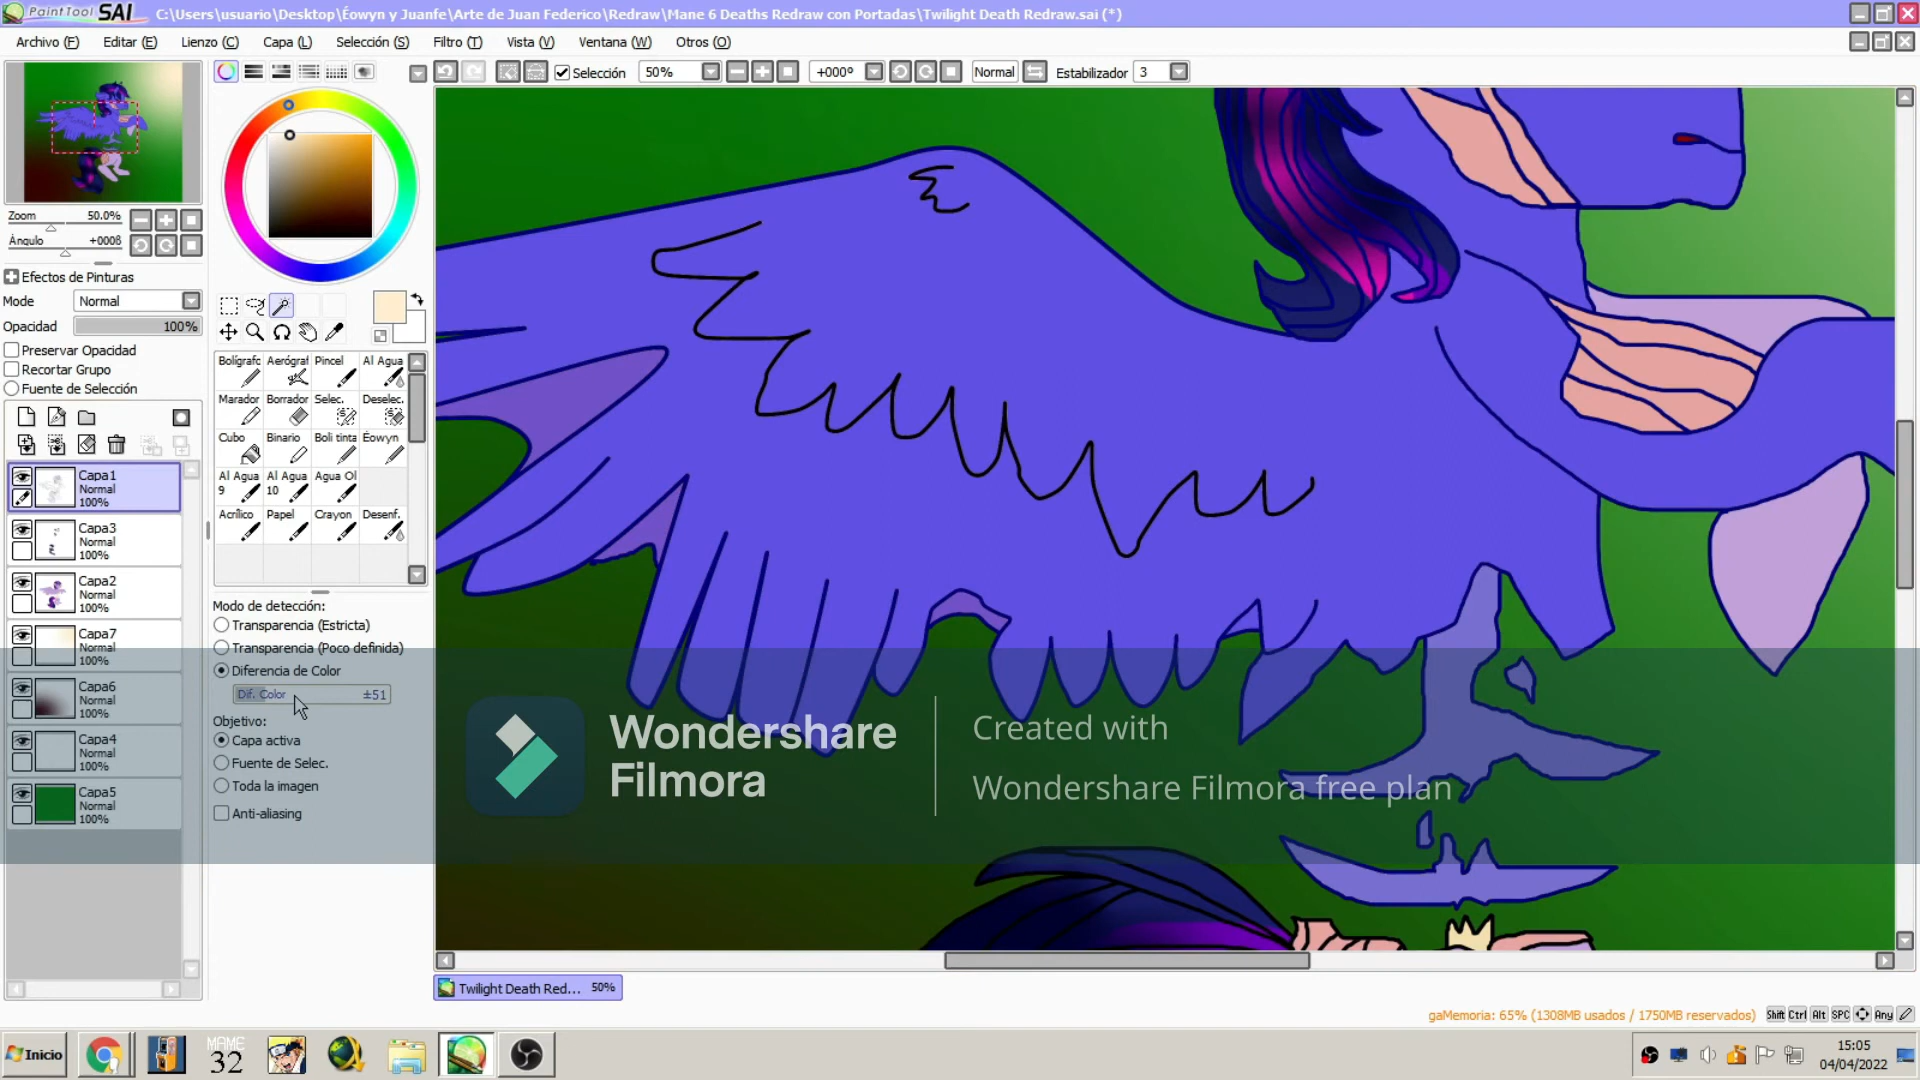 PaintTool SAI C:\Users\usuario\Desktop\Éowyn y Juanfe\Arte de Juan Federico\Redraw\Mane 6 Deaths Redraw con Portadas\Twilight Death Redraw.sai (*)
Archivo (F) Editar (E) Lienzo (C) Capa (L) Selección (S) Filtro (T) Vista (V) Ventana (W) Otros (O)
Selección 50% +000º Normal Estabilizador 3
Zoom 50.0%
Ángulo +000ß
Efectos de Pinturas
Mode Normal
Opacidad 100%
Preservar Opacidad
Recortar Grupo
Fuente de Selección
Capa1
Normal
100%
Capa3
Normal
100%
Capa2
Normal
100%
Capa7
Normal
100%
Capa6
Normal
100%
Capa4
Normal
100%
Capa5
Normal
100%
Bolígrafc Aerógraf Pincel Al Agua
Marador Borrador Selec. Deselec.
Cubo Binario Boli tinta Éowyn
Al Agua 9 Al Agua 10 Agua Ol
Acrílico Papel Crayon Desenf.
Modo de detección:
Transparencia (Estricta)
Transparencia (Poco definida)
Diferencia de Color
Dif. Color ±51
Objetivo:
Capa activa
Fuente de Selec.
Toda la imagen
Anti-aliasing
Wondershare
Filmora
Created with
Wondershare Filmora free plan
Twilight Death Red... 50%
gaMemoria: 65% (1308MB usados / 1750MB reservados) Shift Ctrl Alt SPC Any
Inicio
MAME
32
15:05
04/04/2022